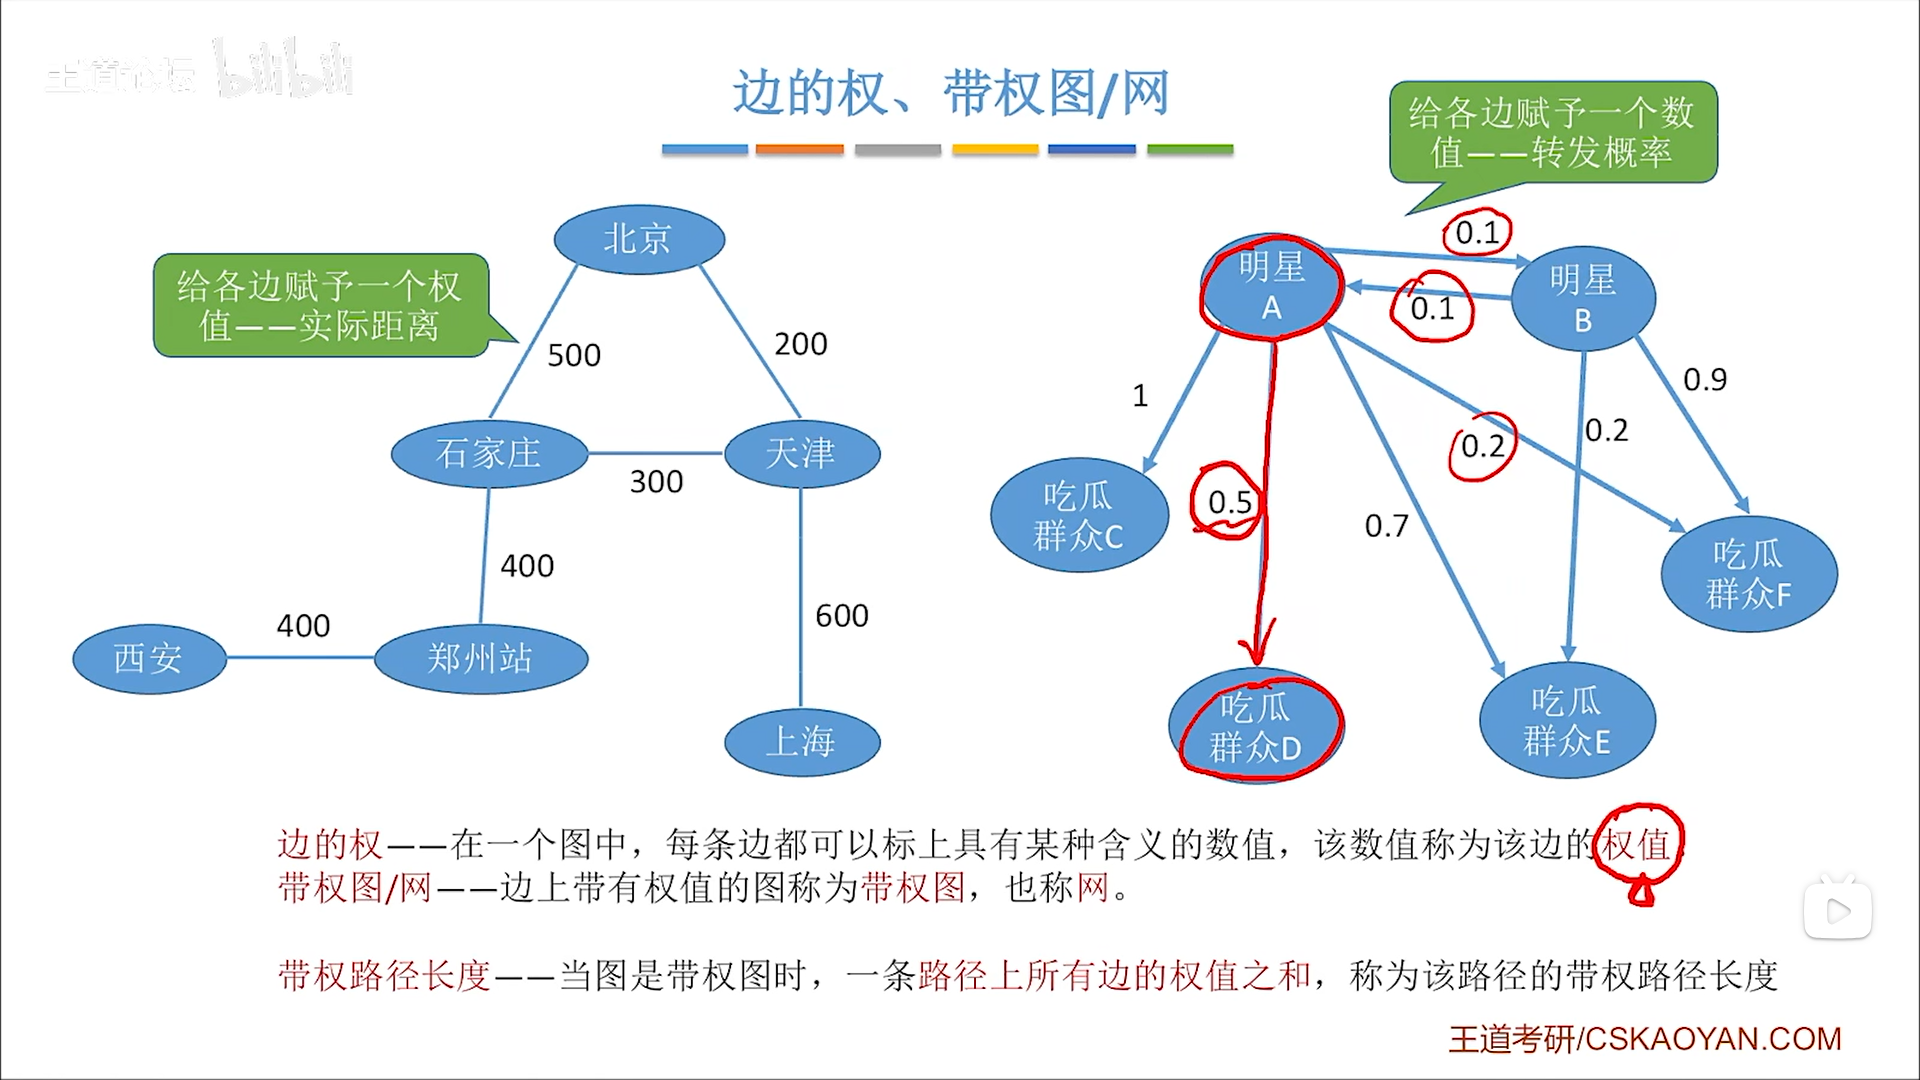 王道论坛 bilibili
边的权、带权图/网
给各边赋予一个数
值——转发概率
给各边赋予一个权
值——实际距离
北京
500
200
石家庄
300
天津
400
600
西安
400
郑州站
上海
明星
A
0.1
0.1
明星
B
1
0.5
0.7
0.2
0.2
0.9
吃瓜
群众C
吃瓜
群众D
吃瓜
群众E
吃瓜
群众F
边的权——在一个图中，每条边都可以标上具有某种含义的数值，该数值称为该边的权值
带权图/网——边上带有权值的图称为带权图，也称网。
带权路径长度——当图是带权图时，一条路径上所有边的权值之和，称为该路径的带权路径长度
王道考研/CSKAOYAN.COM